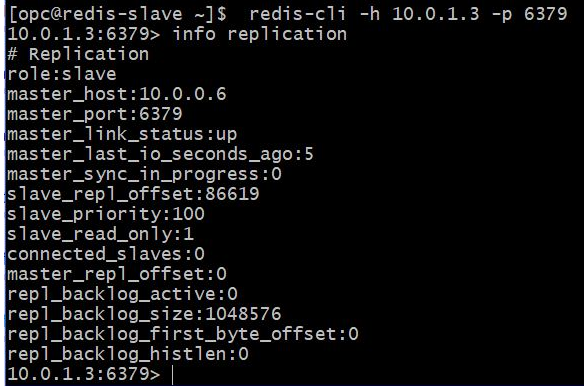 [opc@redis-slave ~]$  redis-cli -h 10.0.1.3 -p 6379
10.0.1.3:6379> info replication
# Replication
role:slave
master_host:10.0.0.6
master_port:6379
master_link_status:up
master_last_io_seconds_ago:5
master_sync_in_progress:0
slave_repl_offset:86619
slave_priority:100
slave_read_only:1
connected_slaves:0
master_repl_offset:0
repl_backlog_active:0
repl_backlog_size:1048576
repl_backlog_first_byte_offset:0
repl_backlog_histlen:0
10.0.1.3:6379>